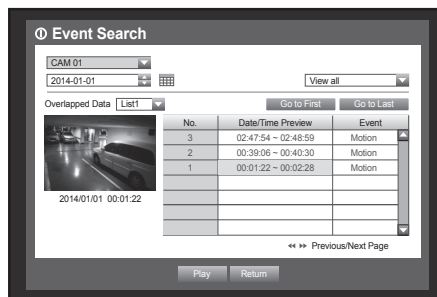 Event Search
CAM 01
2014-01-01
View all
Overlapped Data List1
Go to First Go to Last
No. Date/Time Preview Event
3 02:47:54 ~ 02:48:59 Motion
2 00:39:06 ~ 00:40:30 Motion
1 00:01:22 ~ 00:02:28 Motion
2014/01/01 00:01:22
Previous/Next Page
Play Return